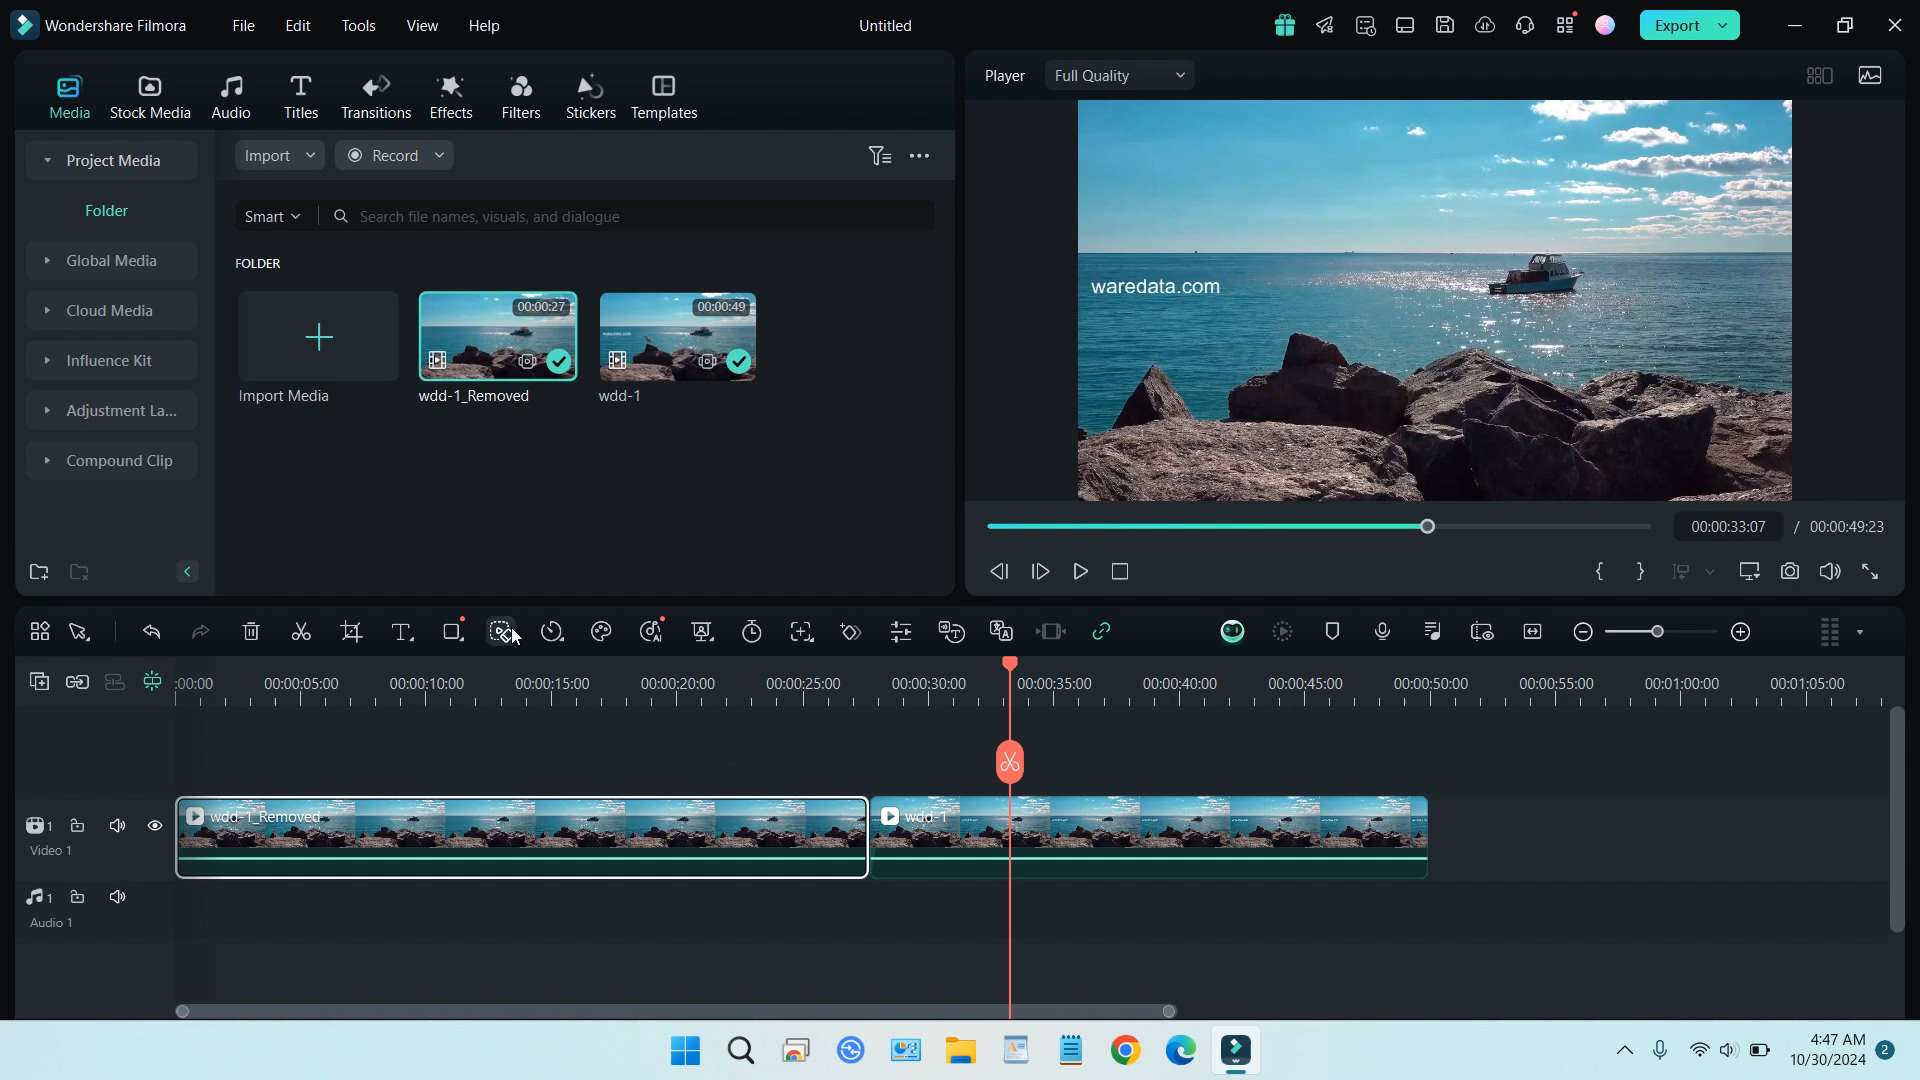 Wondershare Filmora
File
Edit
Tools
View
Help
Untitled
Export
Media
Stock Media
Audio
Titles
Transitions
Effects
Filters
Stickers
Templates
Player
Full Quality
Project Media
Folder
Global Media
Cloud Media
Influence Kit
Adjustment La...
Compound Clip
Import
Record
Smart
Search file names, visuals, and dialogue
FOLDER
Import Media
00:00:27
wdd-1_Removed
00:00:49
wdd-1
waredata.com
00:00:33:07 / 00:00:49:23
:00:00
00:00:05:00
00:00:10:00
00:00:15:00
00:00:20:00
00:00:25:00
00:00:30:00
00:00:35:00
00:00:40:00
00:00:45:00
00:00:50:00
00:00:55:00
00:01:00:00
00:01:05:00
1
Video 1
wdd-1_Removed
wdd-1
1
Audio 1
4:47 AM
10/30/2024
2